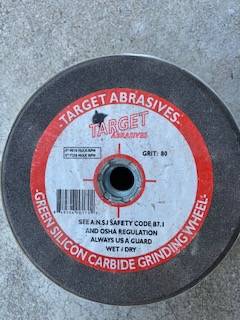 -TARGET ABRASIVES-
TARGET
ABRASIVES
GRIT: 80
SEE A.N.S.I SAFETY CODE B7.1
AND OSHA REGULATION
ALWAYS US A GUARD
WET / DRY
-GREEN SILICON CARBIDE GRINDING WHEEL-